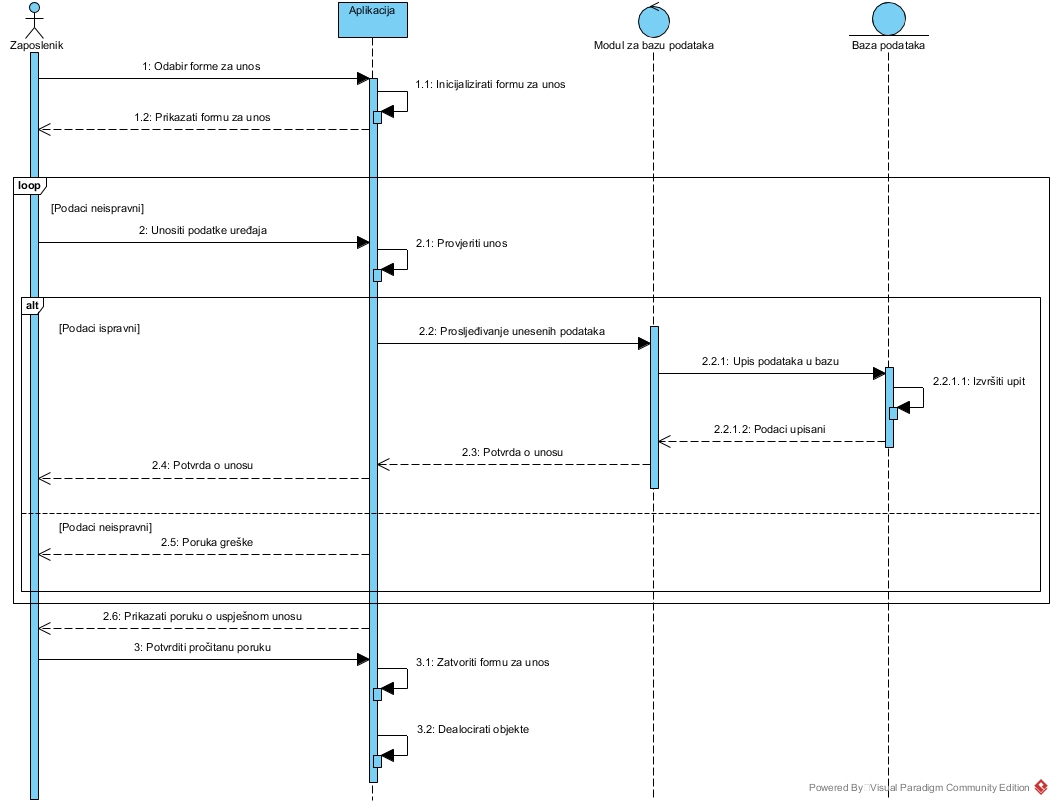 Aplikacija
Zaposlenik
Modul za bazu podataka
Baza podataka
1: Odabir forme za unos
1.1: Inicijalizirati formu za unos
1.2: Prikazati formu za unos
loop
[Podaci neispravni]
2: Unositi podatke uređaja
2.1: Provjeriti unos
alt
[Podaci ispravni]
2.2: Prosljeđivanje unesenih podataka
2.2.1: Upis podataka u bazu
2.2.1.1: Izvršiti upit
2.2.1.2: Podaci upisani
2.3: Potvrda o unosu
2.4: Potvrda o unosu
[Podaci neispravni]
2.5: Poruka greške
2.6: Prikazati poruku o uspješnom unosu
3: Potvrditi pročitanu poruku
3.1: Zatvoriti formu za unos
3.2: Dealocirati objekte
Powered By Visual Paradigm Community Edition